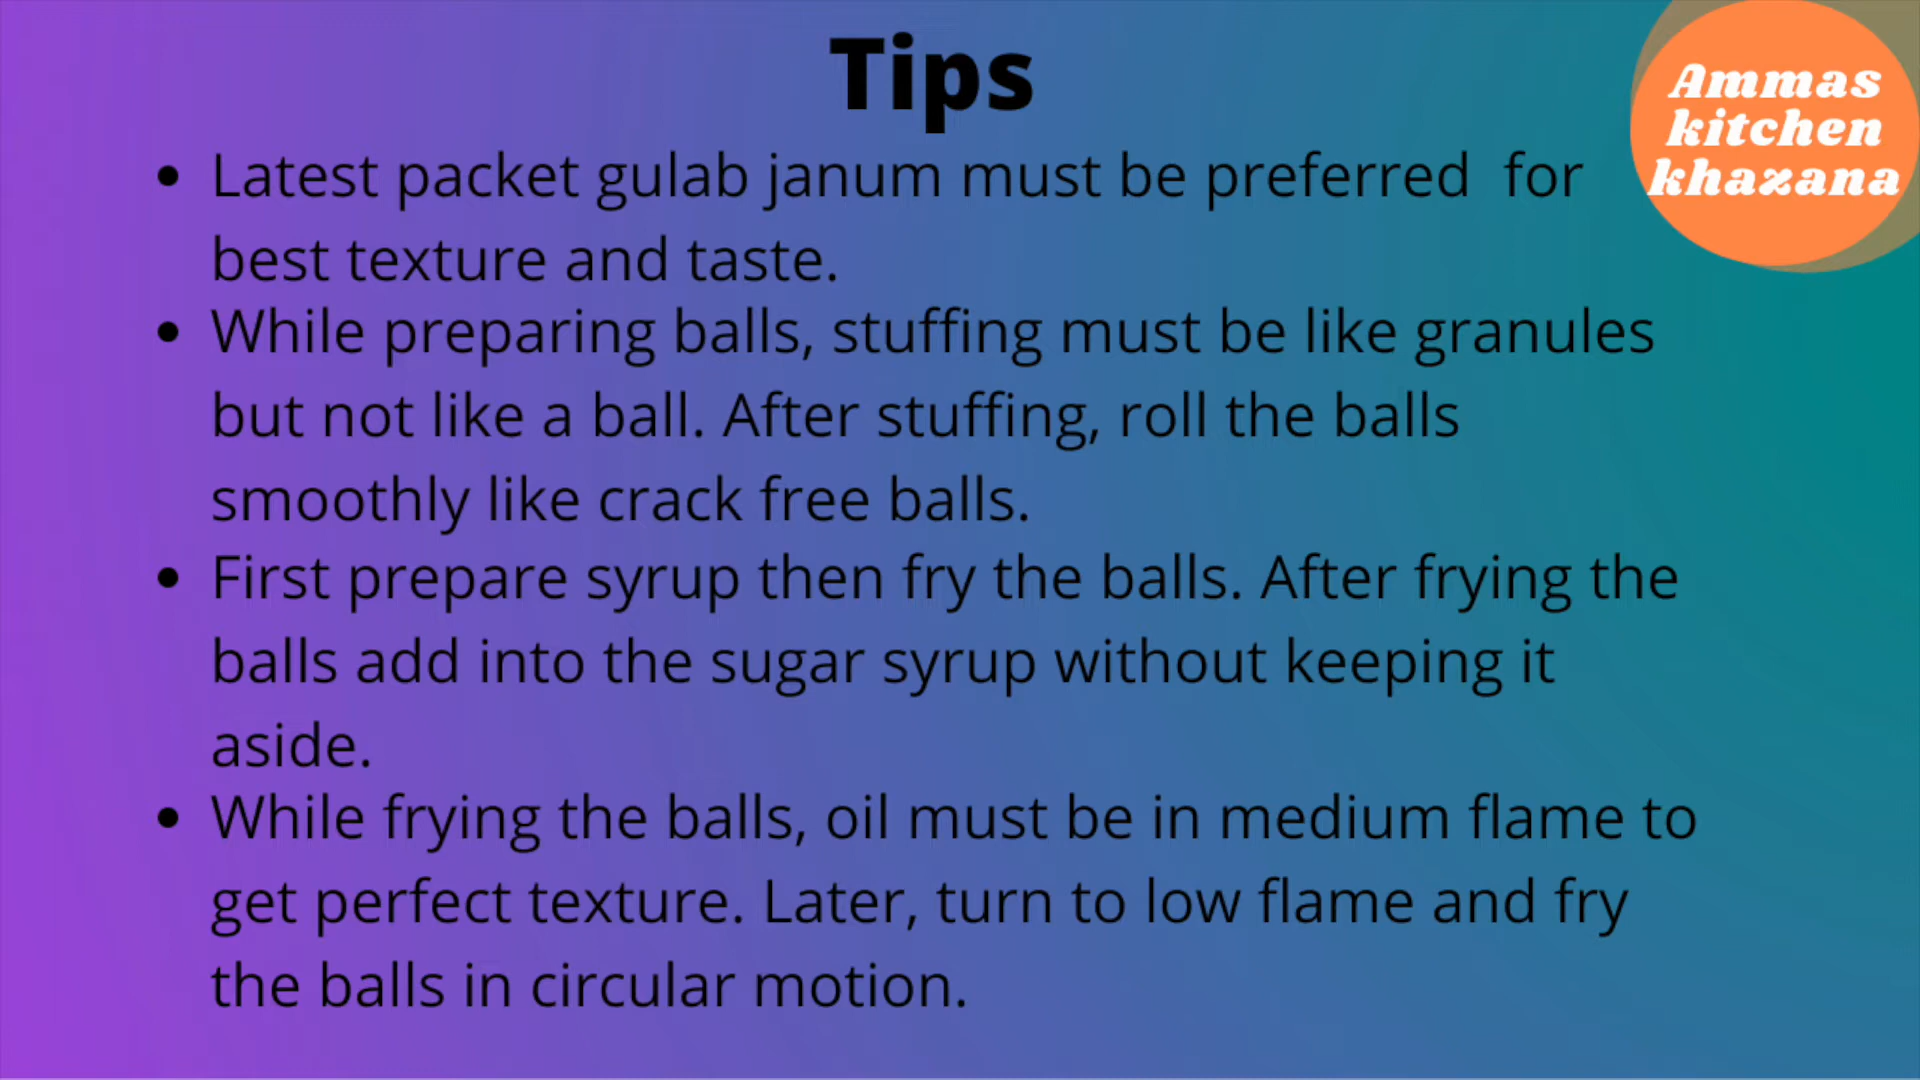 Tips
Ammas
kitchen
khazana
• Latest packet gulab janum must be preferred  for
best texture and taste.
• While preparing balls, stuffing must be like granules
but not like a ball. After stuffing, roll the balls
smoothly like crack free balls.
• First prepare syrup then fry the balls. After frying the
balls add into the sugar syrup without keeping it
aside.
• While frying the balls, oil must be in medium flame to
get perfect texture. Later, turn to low flame and fry
the balls in circular motion.